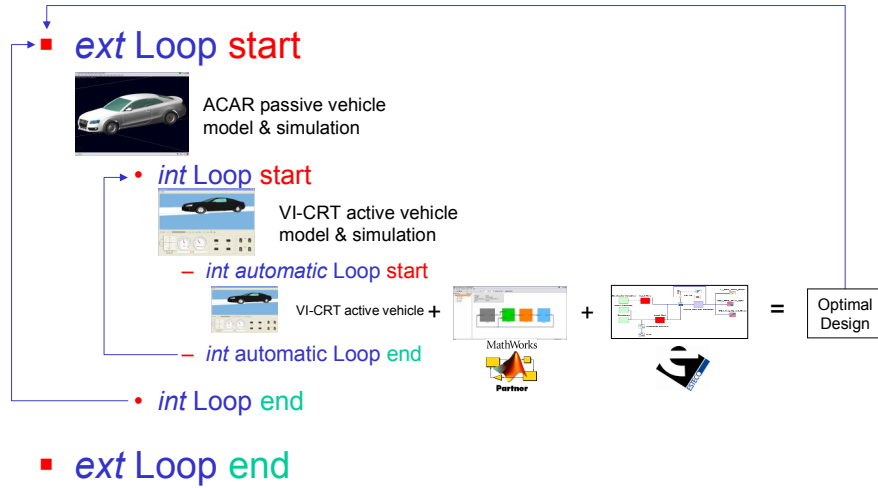 ext Loop start
ACAR passive vehicle
model & simulation
int Loop start
VI-CRT active vehicle
model & simulation
– int automatic Loop start
VI-CRT active vehicle +
+
=
Optimal
Design
MathWorks
Partner
ESTECO
– int automatic Loop end
• int Loop end
ext Loop end